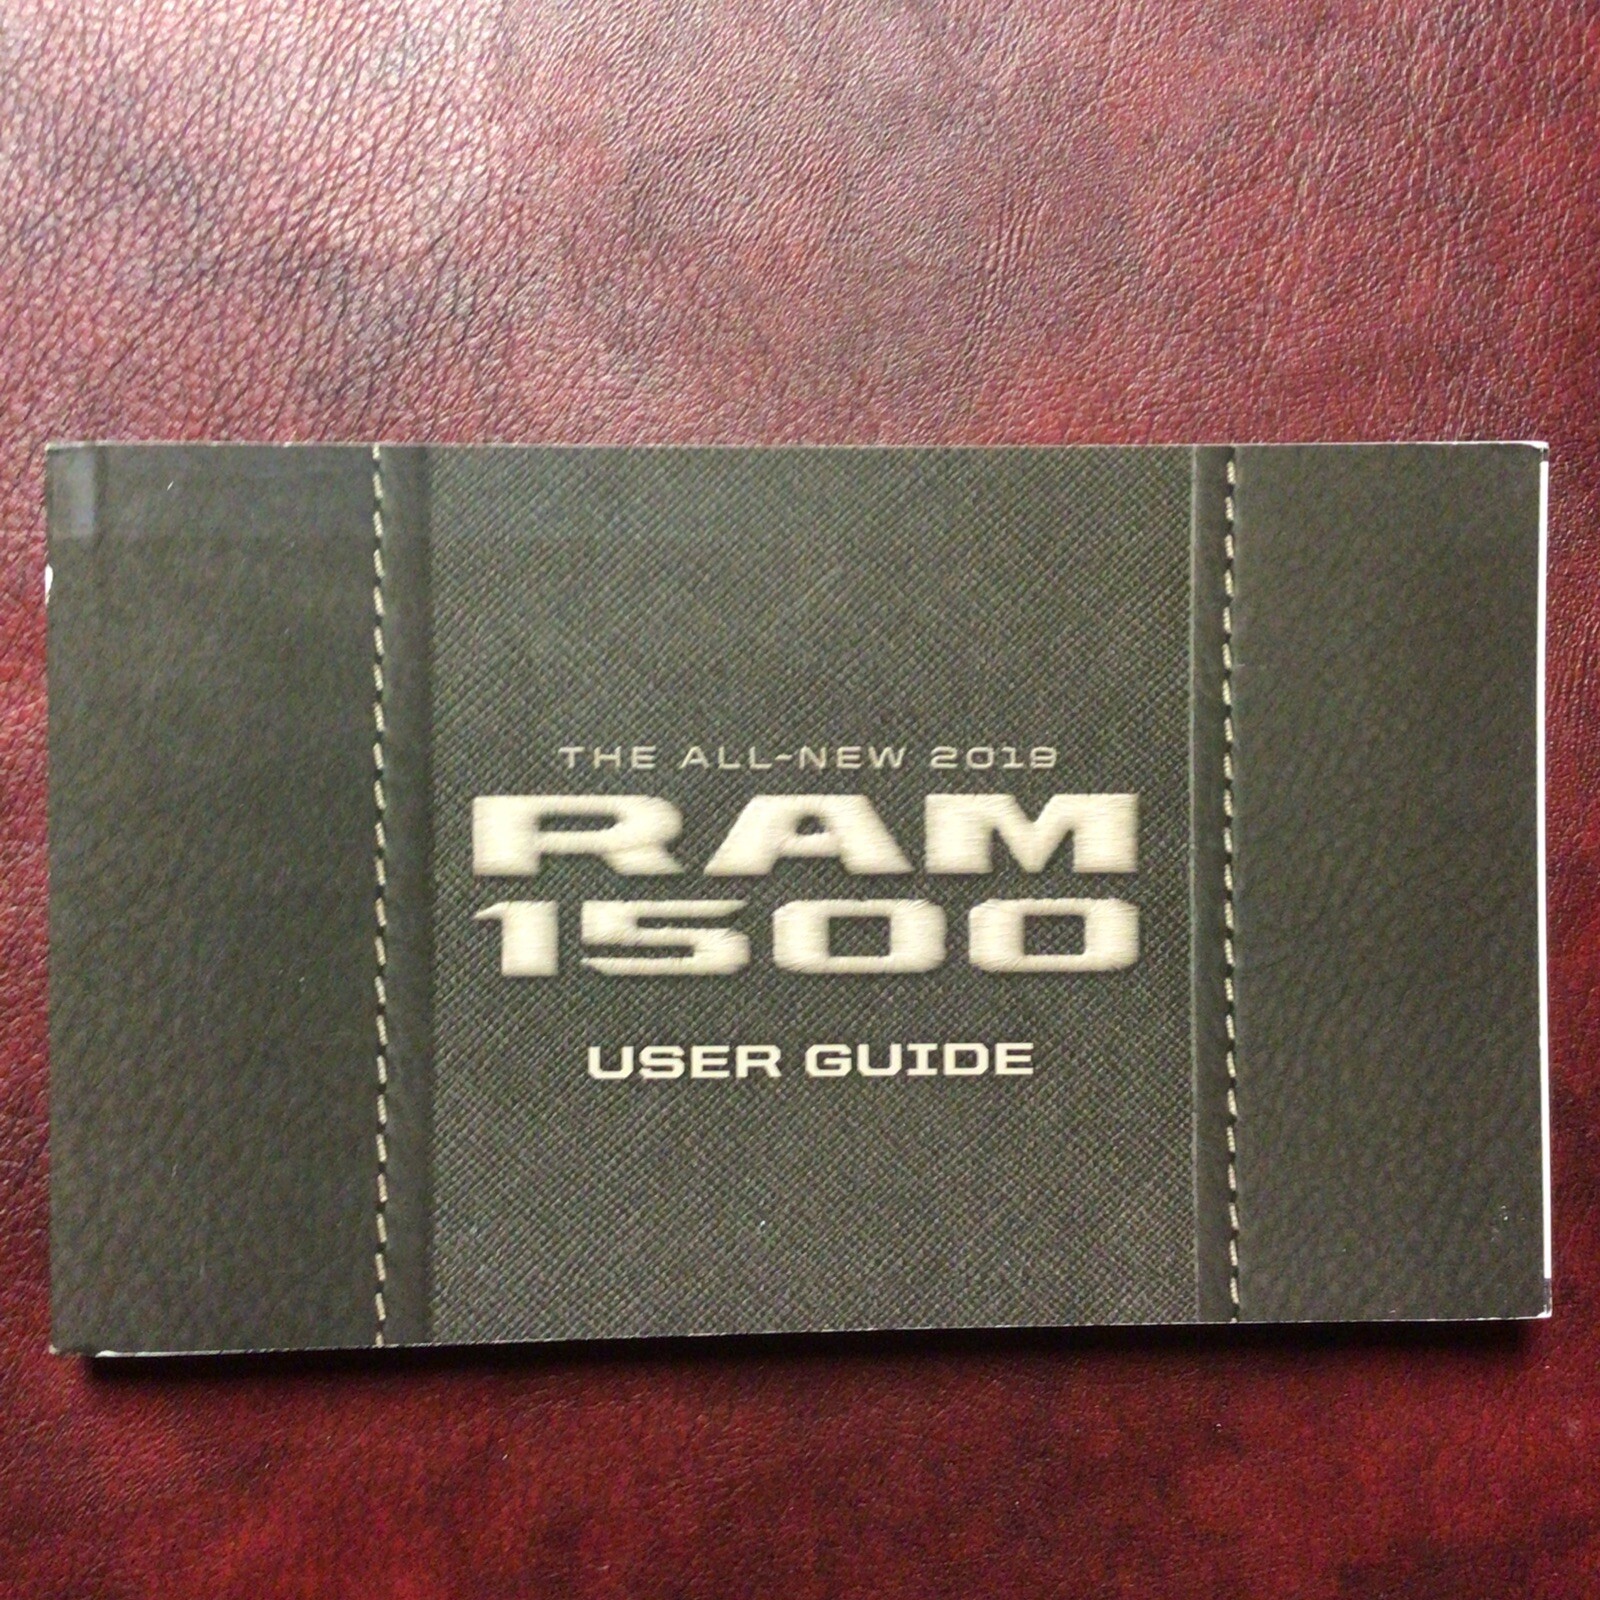 THE ALL-NEW 2019
RAM
1500
USER GUIDE